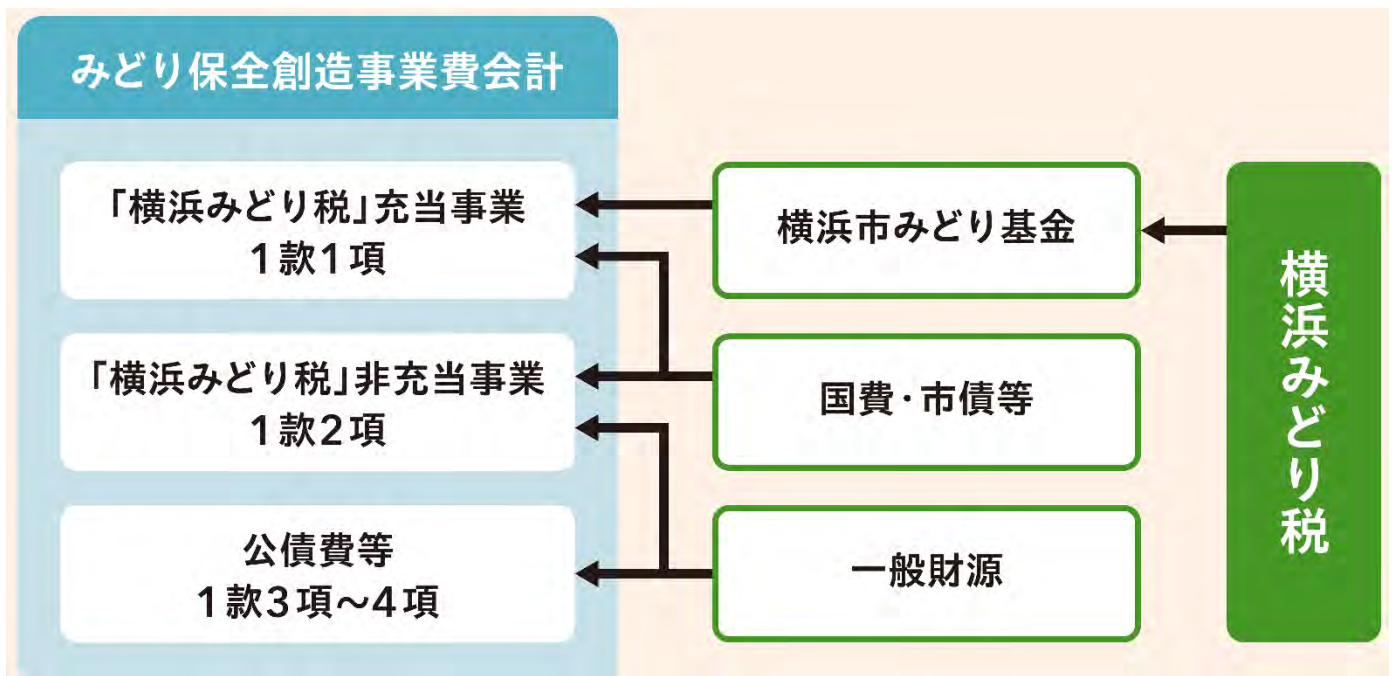 みどり保全創造事業費会計
「横浜みどり税」充当事業
1款1項
「横浜みどり税」非充当事業
1款2項
公債費等
1款3項～4項
横浜市みどり基金
国費・市債等
一般財源
横浜みどり税